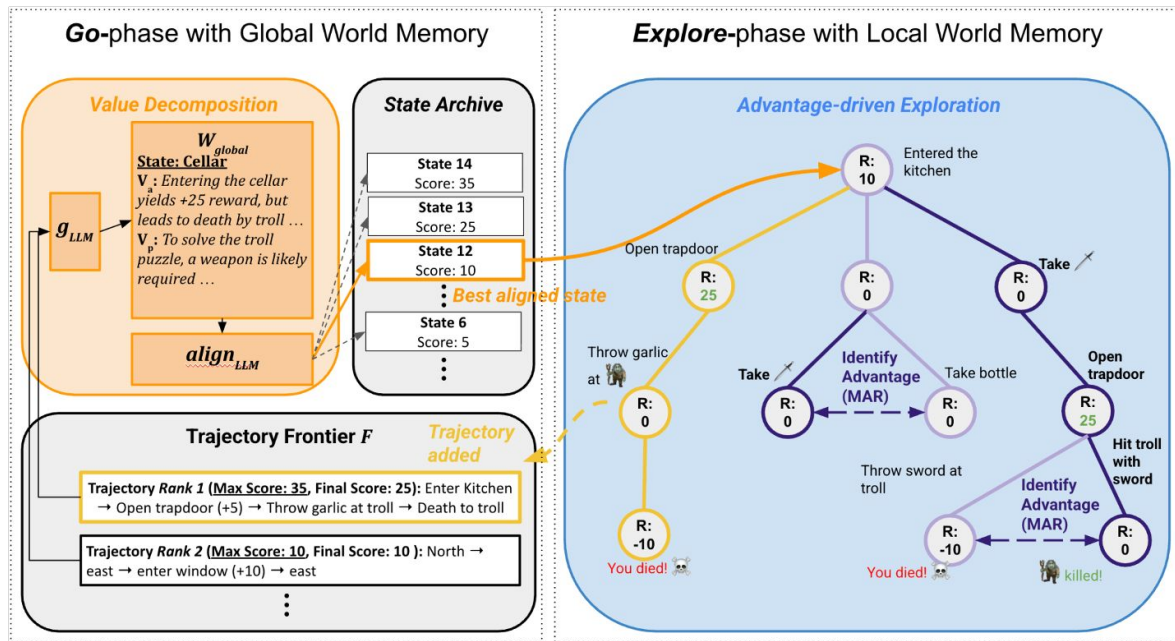 Go-phase with Global World Memory
Value Decomposition
W_global
State: Cellar
V_a: Entering the cellar
yields +25 reward, but
leads to death by troll ...
V_p: To solve the troll
puzzle, a weapon is likely
required ...
g_LLM
align_LLM
State Archive
State 14
Score: 35
State 13
Score: 25
State 12
Score: 10
Best aligned state
State 6
Score: 5
Trajectory Frontier F
Trajectory
added
Trajectory Rank 1 (Max Score: 35, Final Score: 25): Enter Kitchen
→ Open trapdoor (+5) → Throw garlic at troll → Death to troll
Trajectory Rank 2 (Max Score: 10, Final Score: 10 ): North →
east → enter window (+10) → east
Explore-phase with Local World Memory
Advantage-driven Exploration
R:
10
Entered the
kitchen
Open trapdoor
R:
25
R:
0
Take
R:
0
Throw garlic
at
R:
0
Take
R:
0
Identify
Advantage
(MAR)
Take bottle
R:
0
Open
trapdoor
R:
25
Throw sword at
troll
Hit troll
with
sword
R:
-10
You died!
Identify
Advantage
(MAR)
R:
-10
You died!
R:
0
killed!